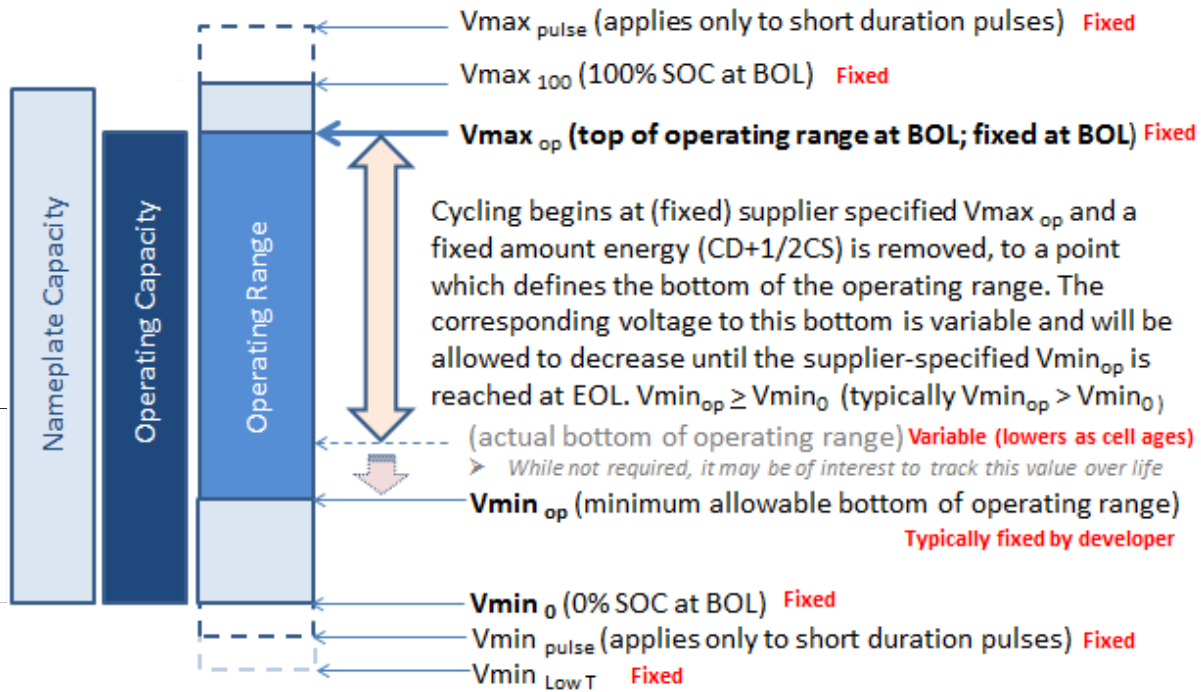 Vmax pulse (applies only to short duration pulses) Fixed
Vmax 100 (100% SOC at BOL) Fixed
Vmax op (top of operating range at BOL; fixed at BOL) Fixed
Nameplate Capacity
Operating Capacity
Operating Range
Cycling begins at (fixed) supplier specified Vmax op and a
fixed amount energy (CD+1/2CS) is removed, to a point
which defines the bottom of the operating range. The
corresponding voltage to this bottom is variable and will be
allowed to decrease until the supplier-specified Vminop is
reached at EOL. Vminop ≥ Vmin0 (typically Vminop > Vmin0)
(actual bottom of operating range) Variable (lowers as cell ages)
➢ While not required, it may be of interest to track this value over life
Vmin op (minimum allowable bottom of operating range)
Typically fixed by developer
Vmin 0 (0% SOC at BOL) Fixed
Vmin pulse (applies only to short duration pulses) Fixed
Vmin Low T Fixed